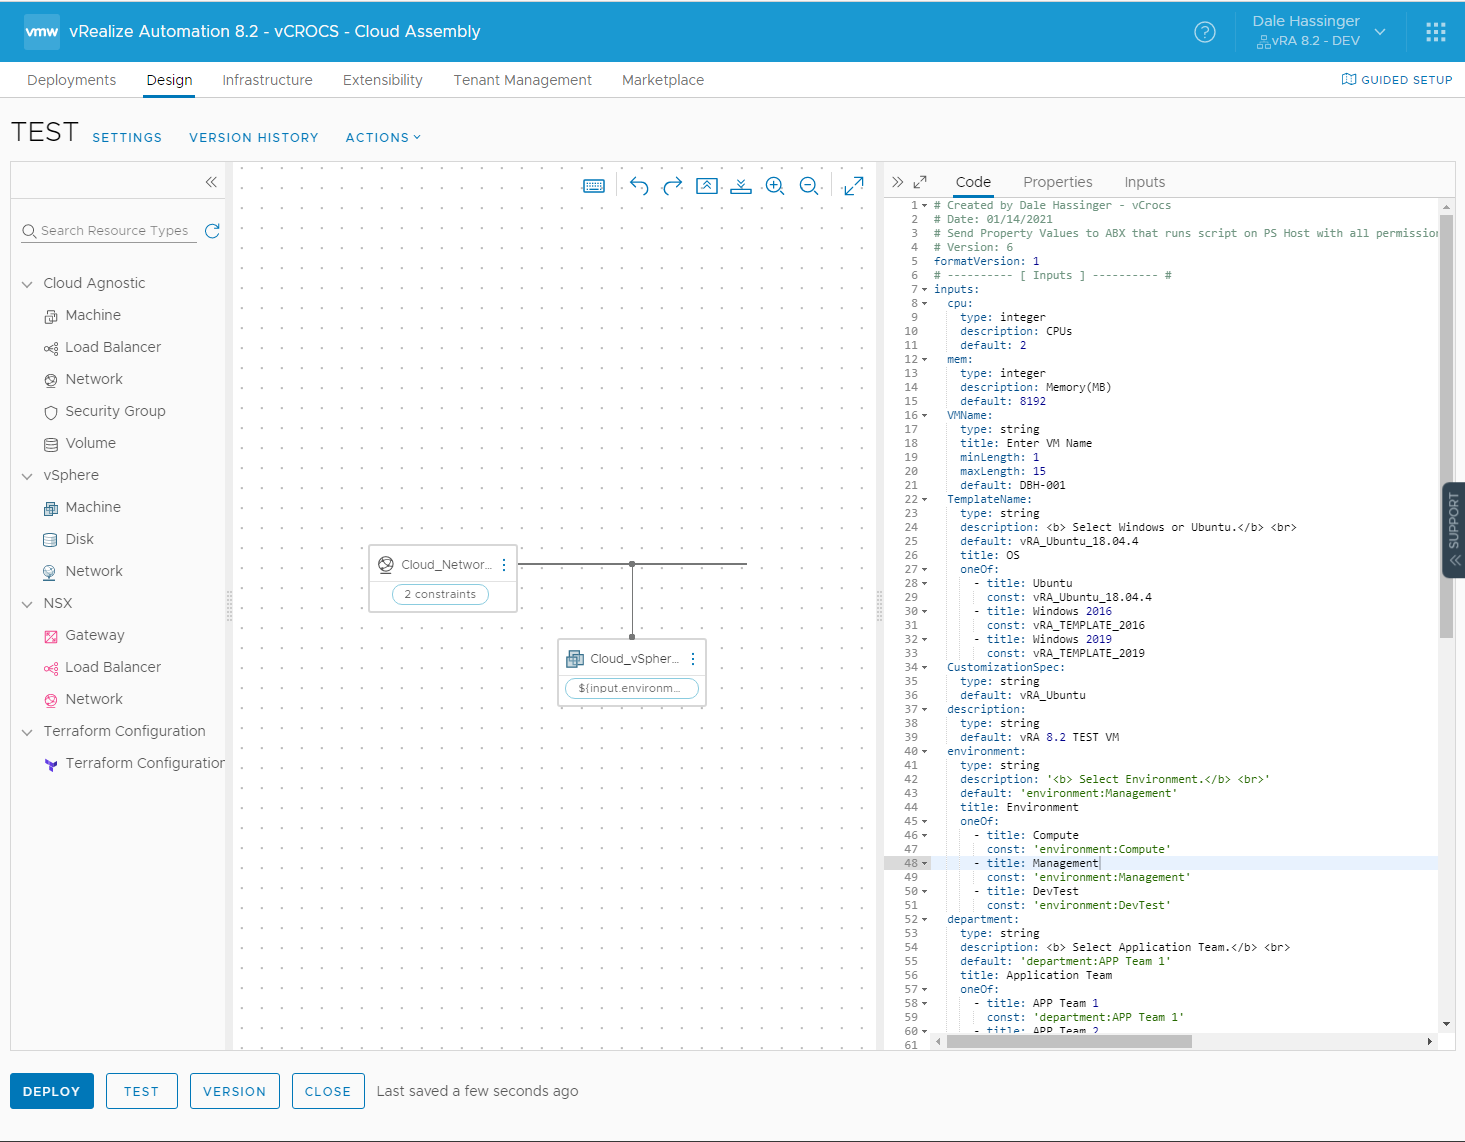 vmw
vRealize Automation 8.2 - vCROCS - Cloud Assembly
Dale Hassinger
vRA 8.2 - DEV
Deployments
Design
Infrastructure
Extensibility
Tenant Management
Marketplace
GUIDED SETUP
TEST
SETTINGS
VERSION HISTORY
ACTIONS
Search Resource Types
Cloud Agnostic
Machine
Load Balancer
Network
Security Group
Volume
vSphere
Machine
Disk
Network
NSX
Gateway
Load Balancer
Network
Terraform Configuration
Terraform Configuration
Cloud_Networ...
2 constraints
Cloud_vSpher...
${input.environm...
Code
Properties
Inputs
1 # Created by Dale Hassinger - vCrocs
2 # Date: 01/14/2021
3 # Send Property Values to ABX that runs script on PS Host with all permission
4 # Version: 6
5 formatVersion: 1
6 # ---------- [ Inputs ] ---------- #
7 inputs:
8 cpu:
9 type: integer
10 description: CPUs
11 default: 2
12 mem:
13 type: integer
14 description: Memory(MB)
15 default: 8192
16 VMName:
17 type: string
18 title: Enter VM Name
19 minLength: 1
20 maxLength: 15
21 default: DBH-001
22 TemplateName:
23 type: string
24 description: <b> Select Windows or Ubuntu.</b> <br>
25 default: vRA_Ubuntu_18.04.4
26 title: OS
27 oneOf:
28 - title: Ubuntu
29 const: vRA_Ubuntu_18.04.4
30 - title: Windows 2016
31 const: vRA_TEMPLATE_2016
32 - title: Windows 2019
33 const: vRA_TEMPLATE_2019
34 CustomizationSpec:
35 type: string
36 default: vRA_Ubuntu
37 description:
38 type: string
39 default: vRA 8.2 TEST VM
40 environment:
41 type: string
42 description: '<b> Select Environment.</b> <br>'
43 default: 'environment:Management'
44 title: Environment
45 oneOf:
46 - title: Compute
47 const: 'environment:Compute'
48 - title: Management
49 const: 'environment:Management'
50 - title: DevTest
51 const: 'environment:DevTest'
52 department:
53 type: string
54 description: <b> Select Application Team.</b> <br>
55 default: 'department:APP Team 1'
56 title: Application Team
57 oneOf:
58 - title: APP Team 1
59 const: 'department:APP Team 1'
60 - title: APP Team 2
61
SUPPORT
DEPLOY
TEST
VERSION
CLOSE
Last saved a few seconds ago